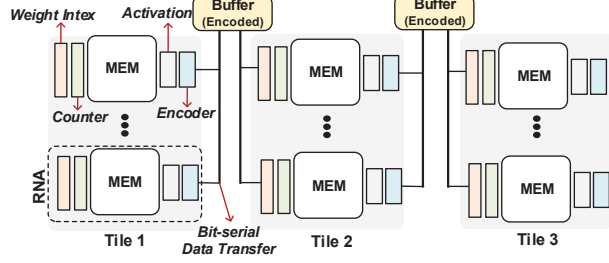 Weight Intex
Activation
Buffer
(Encoded)
Buffer
(Encoded)
MEM
MEM
MEM
Counter
Encoder
RNA
MEM
MEM
MEM
Tile 1
Bit-serial
Data Transfer
Tile 2
Tile 3